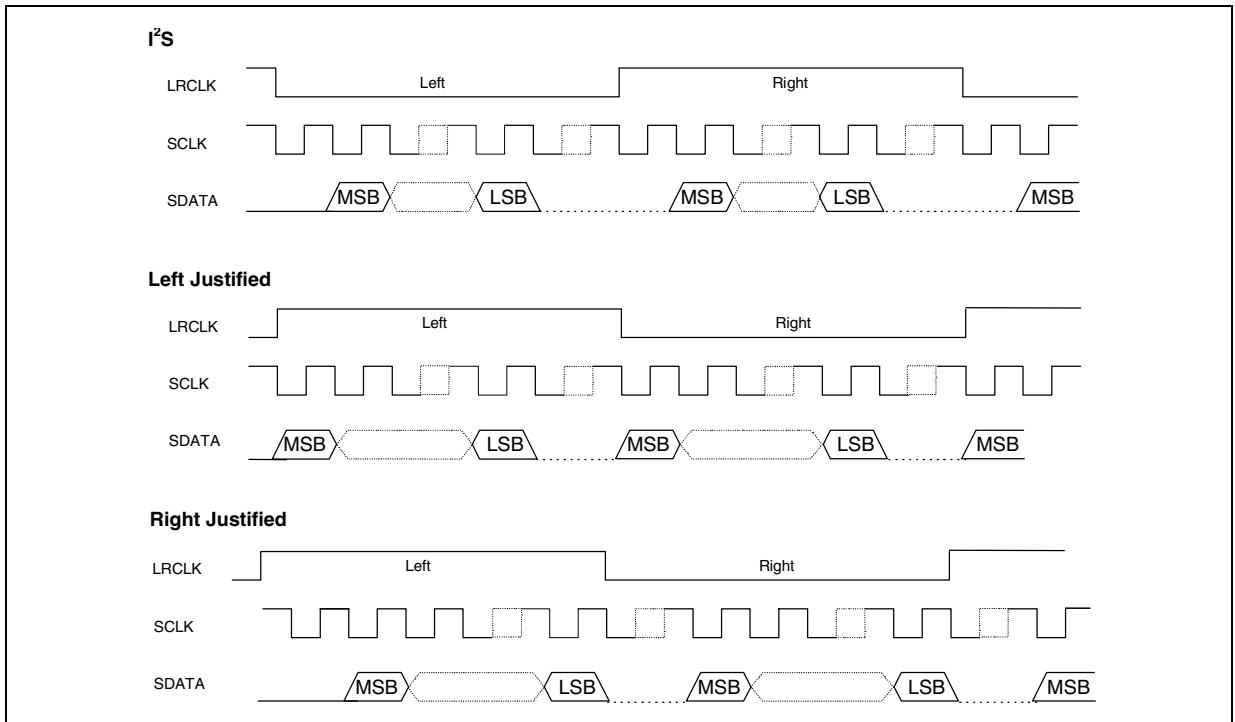 I²S
LRCLK Left Right
SCLK
SDATA MSB LSB MSB LSB MSB
Left Justified
LRCLK Left Right
SCLK
SDATA MSB LSB MSB LSB MSB
Right Justified
LRCLK Left Right
SCLK
SDATA MSB LSB MSB LSB MSB